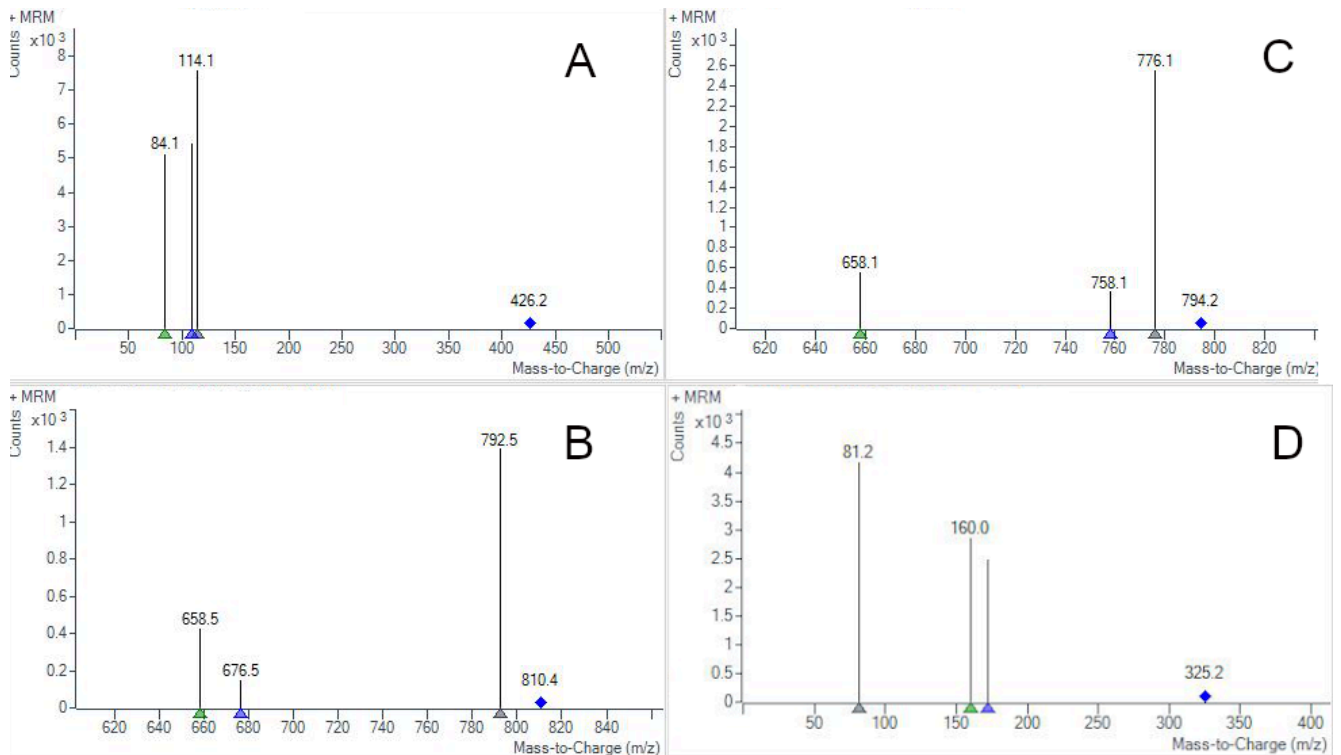 + MRM
Counts
x10 3
A
8
7
6
5
4
3
2
1
0
114.1
84.1
426.2
50 100 150 200 250 300 350 400 450 500
Mass-to-Charge (m/z)
+ MRM
Counts
x10 3
C
2.6
2.4
2.2
2
1.8
1.6
1.4
1.2
1
0.8
0.6
0.4
0.2
0
776.1
658.1
758.1
794.2
620 640 660 680 700 720 740 760 780 800 820
Mass-to-Charge (m/z)
+ MRM
Counts
x10 3
B
1.4
1.2
1
0.8
0.6
0.4
0.2
0
792.5
658.5
676.5
810.4
620 640 660 680 700 720 740 760 780 800 820 840
Mass-to-Charge (m/z)
+ MRM
Counts
x10 3
D
4.5
4
3.5
3
2.5
2
1.5
1
0.5
0
81.2
160.0
325.2
50 100 150 200 250 300 350 400
Mass-to-Charge (m/z)